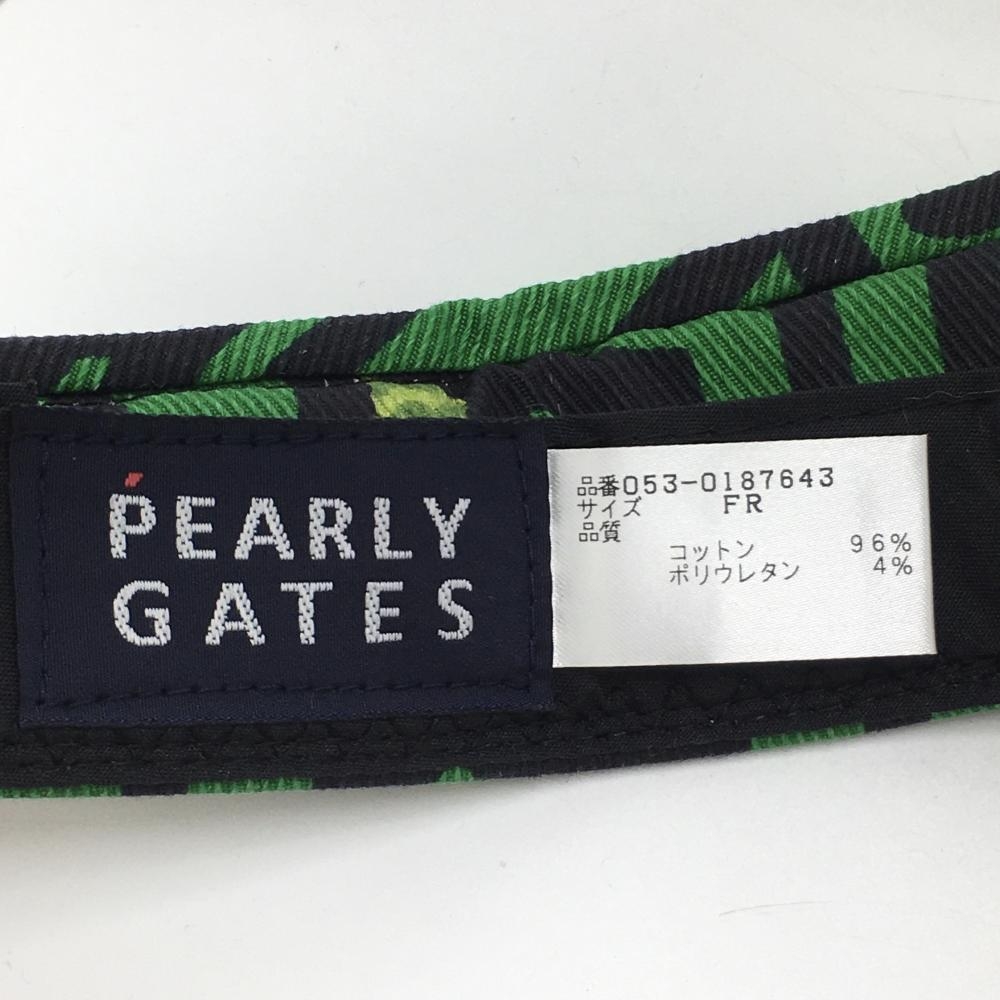 PEARLY
GATES
品番053-0187643
サイズ FR
品質
コットン 96%
ポリウレタン 4%